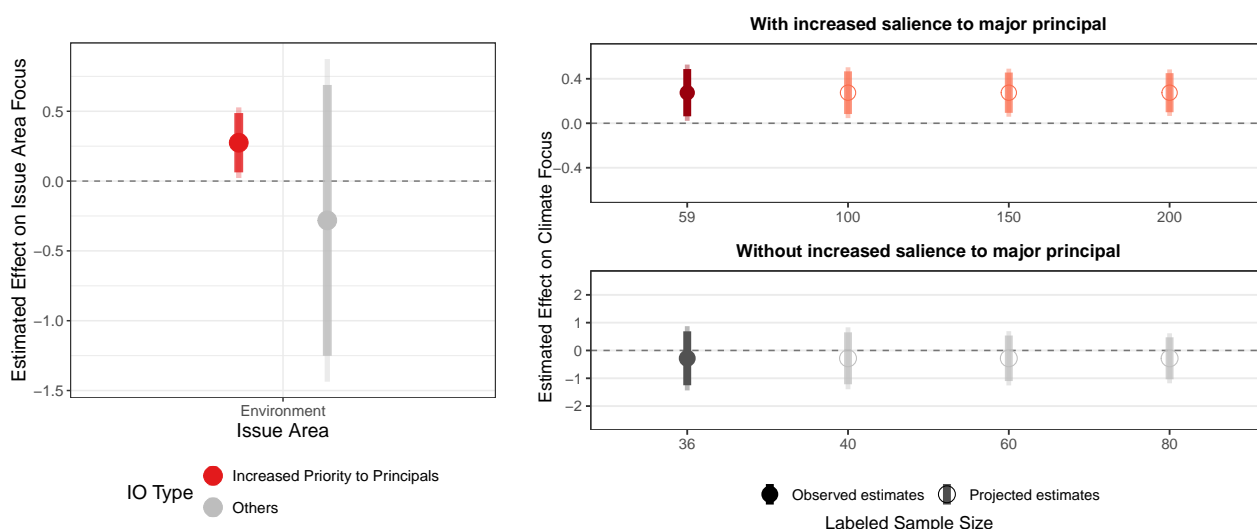 Estimated Effect on Issue Area Focus
0.5
0.0
−0.5
−1.0
−1.5
Environment
Issue Area
IO Type
Increased Priority to Principals
Others
With increased salience to major principal
Estimated Effect on Climate Focus
0.4
0.0
−0.4
59
100
150
200
Without increased salience to major principal
2
1
0
−1
−2
36
40
60
80
Observed estimates
Projected estimates
Labeled Sample Size